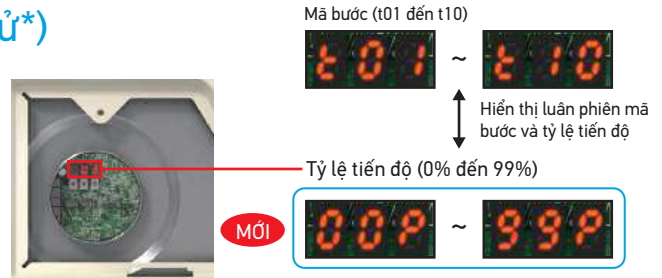 ử*)
Mã bước (t01 đến t10)
t01 ~ t10
Hiển thị luân phiên mã
bước và tỷ lệ tiến độ
Tỷ lệ tiến độ (0% đến 99%)
MỚI
00P ~ 99P